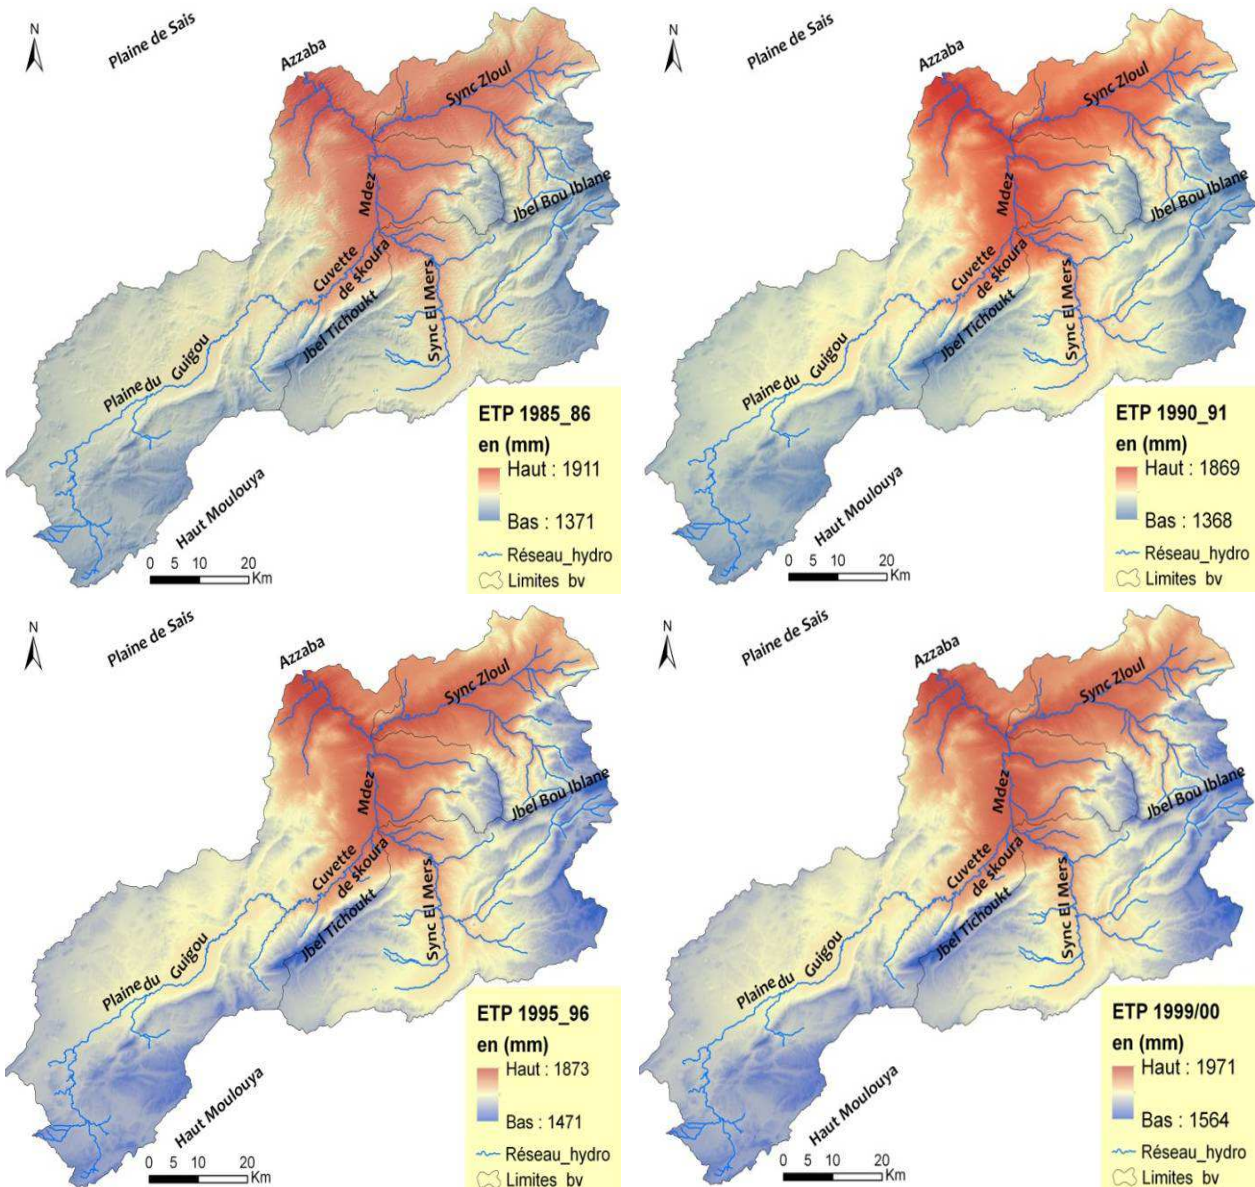 N
Plaine de Sais
Azzaba
Sync Zloul
Mdez
Jbel Bou Iblane
Cuvette
de skoura
Sync El Mers
Jbel Tichoukt
Plaine du Guigou
Haut Moulouya
0 5 10 20
Km
ETP 1985_86
en (mm)
Haut : 1911
Bas : 1371
Réseau_hydro
Limites bv
N
Plaine de Sais
Azzaba
Sync Zloul
Mdez
Jbel Bou Iblane
Cuvette
de skoura
Sync El Mers
Jbel Tichoukt
Plaine du Guigou
Haut Moulouya
0 5 10 20
Km
ETP 1990_91
en (mm)
Haut : 1869
Bas : 1368
Réseau_hydro
Limites bv
N
Plaine de Sais
Azzaba
Sync Zloul
Mdez
Jbel Bou Iblane
Cuvette
de skoura
Sync El Mers
Jbel Tichoukt
Plaine du Guigou
Haut Moulouya
0 5 10 20
Km
ETP 1995_96
en (mm)
Haut : 1873
Bas : 1471
Réseau_hydro
Limites bv
N
Plaine de Sais
Azzaba
Sync Zloul
Mdez
Jbel Bou Iblane
Cuvette
de skoura
Sync El Mers
Jbel Tichoukt
Plaine du Guigou
Haut Moulouya
0 5 10 20
Km
ETP 1999/00
en (mm)
Haut : 1971
Bas : 1564
Réseau_hydro
Limites bv